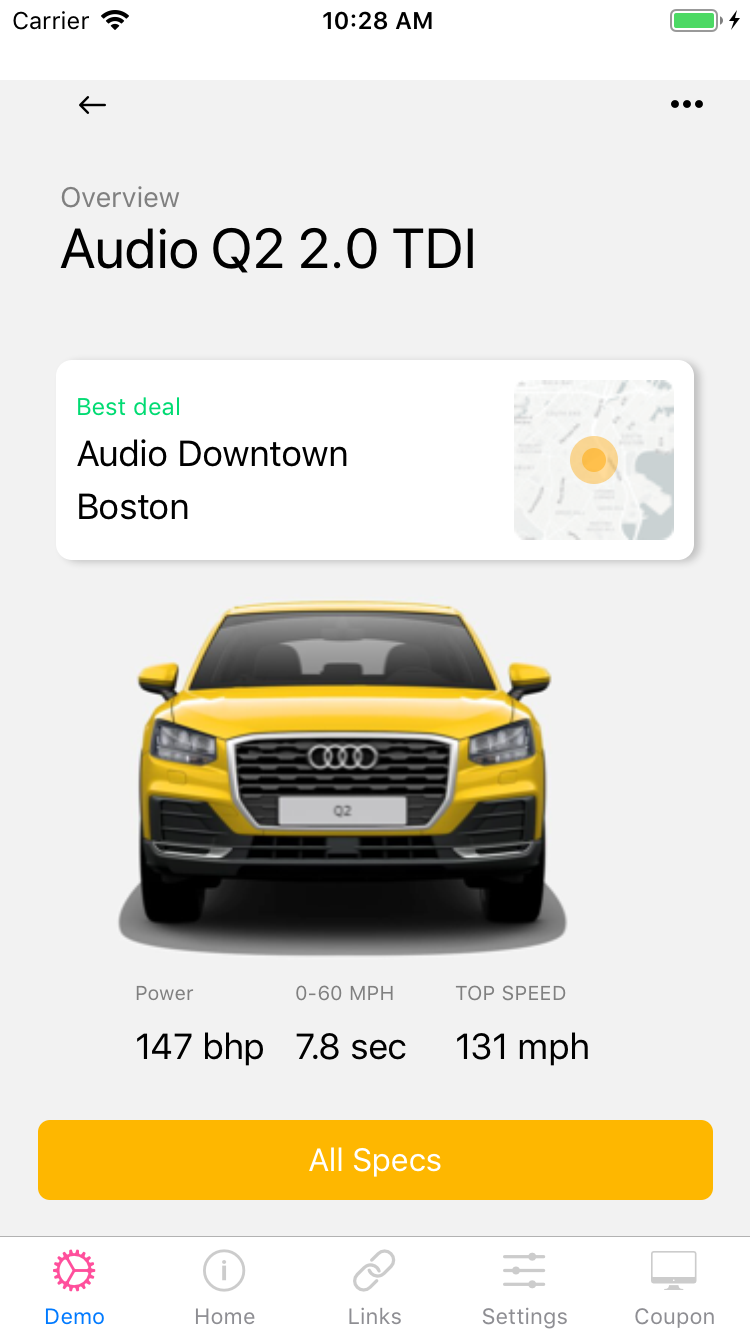 Carrier
10:28 AM
Overview
Audio Q2 2.0 TDI
Best deal
Audio Downtown
Boston
Q2
Power
0-60 MPH
TOP SPEED
147 bhp
7.8 sec
131 mph
All Specs
Demo
Home
Links
Settings
Coupon